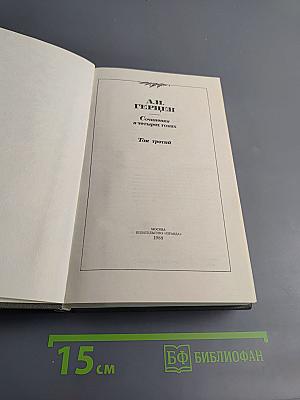 А.И.
ГЕРЦЕН
Сочинения
в четырех томах
Том третий
МОСКВА
ИЗДАТЕЛЬСТВО «ПРАВДА»
1988
15 см
БФ БИБЛИОФАН